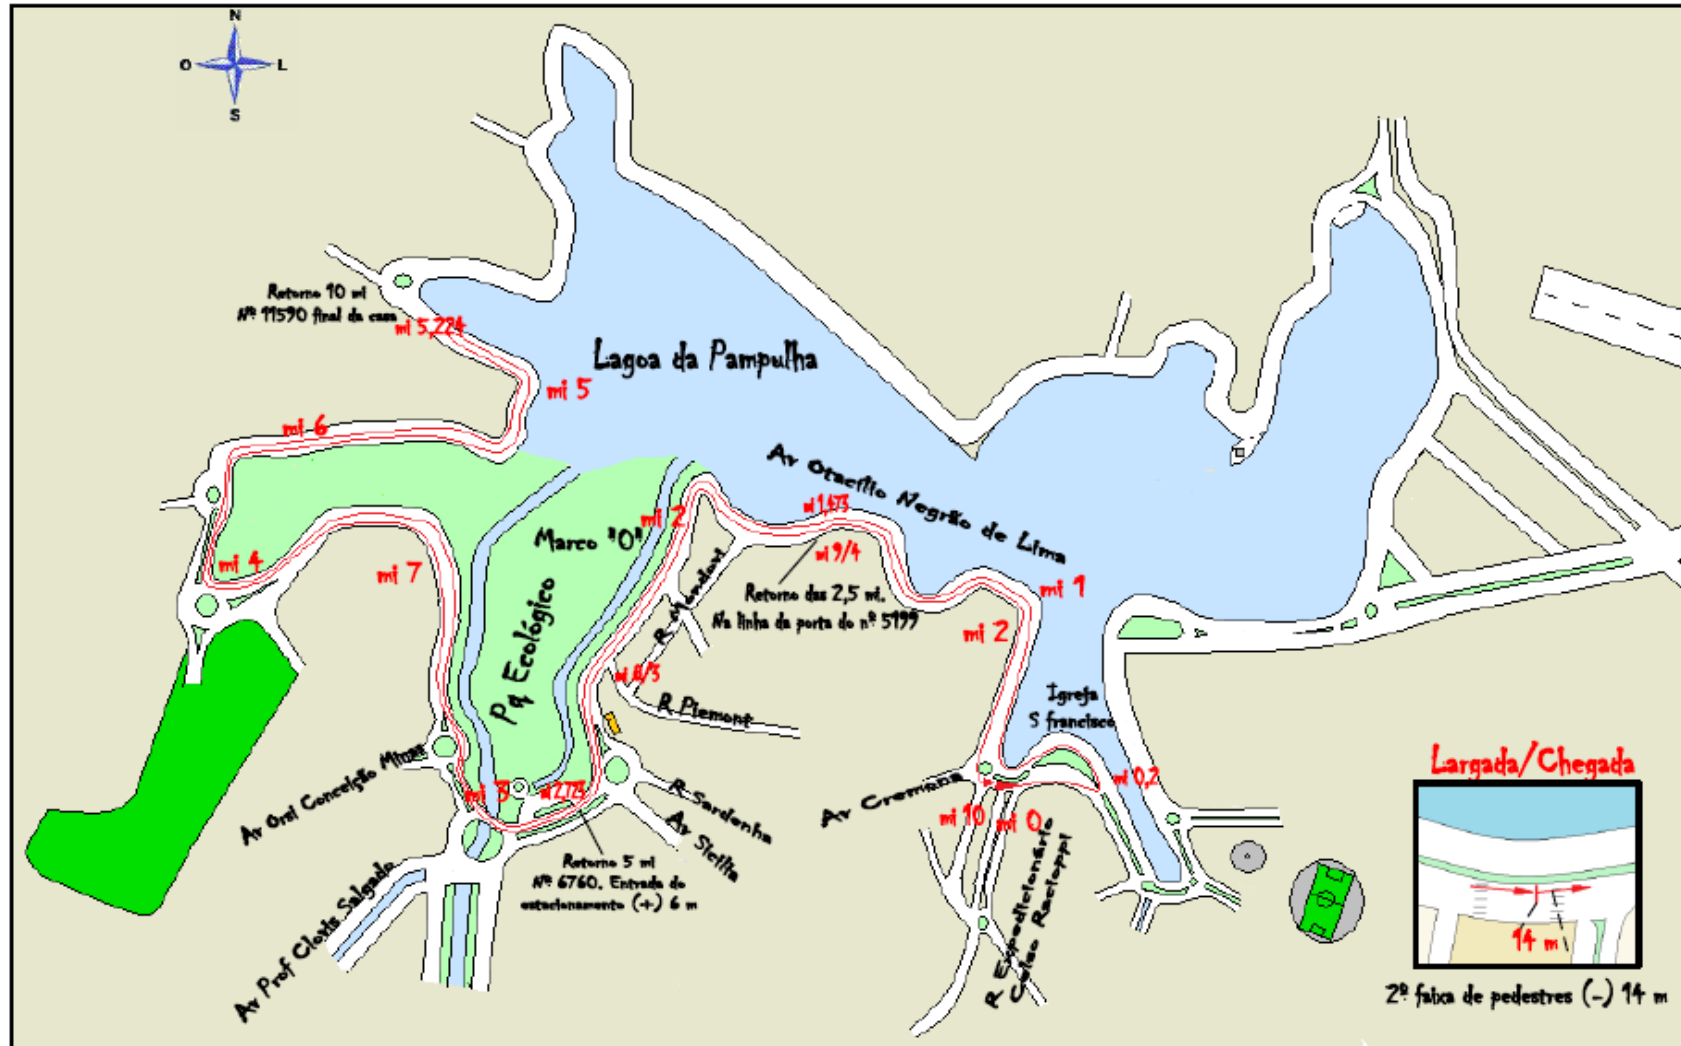 N
O
L
S
Retorno 10 mi
Nº 11590 final da casa
mi 5,224
Lagoa da Pampulha
mi 5
mi 6
Av Otacílio Negrão de Lima
mi 1,473
mi 2
Marco "0"
mi 9/4
mi 4
mi 7
Retorno das 2,5 mi.
Na linha da porta do nº 5199
mi 1
mi 2
Pq Ecológico
R Mondovi
mi 8/3
R Piemont
Igreja
S francisco
Av Orsi Conceição Minas
mi 3
mi 2,723
R Sardenha
Av Sicília
Av Cremona
mi 0,2
mi 10
mi 0
Largada/Chegada
Retorno 5 mi
Nº 6760. Entrada do
estacionamento (+) 6 m
Av Prof Clovis Salgado
R Expedicionário
Celso Racioppi
14 m
2ª faixa de pedestres (-) 14 m